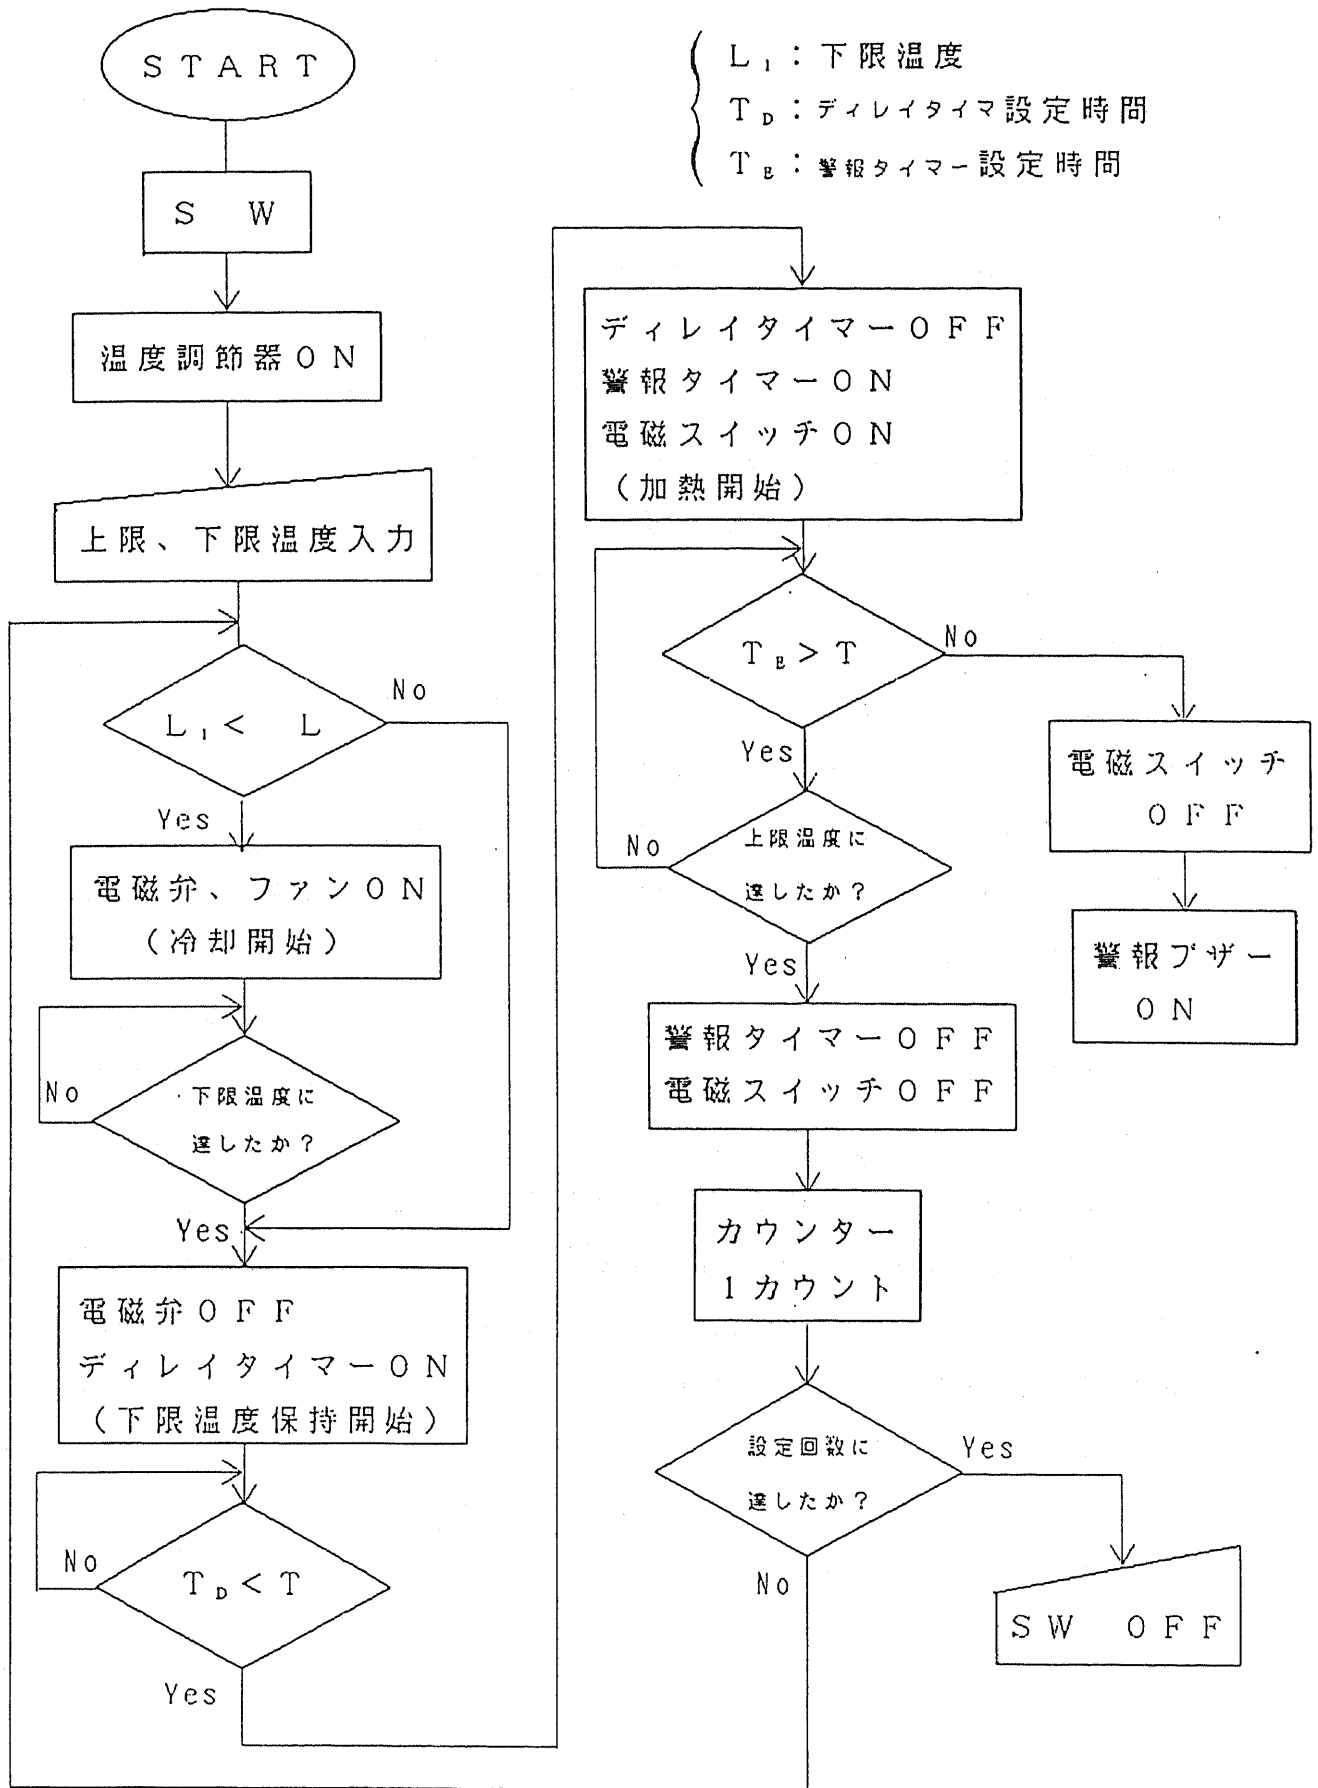 START
L₁：下限温度
T_D：ディレイタイマ設定時間
T_E：警報タイマー設定時間
SW
温度調節器ON
上限、下限温度入力
L₁＜ L
No
Yes
電磁弁、ファンON
（冷却開始）
下限温度に
達したか？
No
Yes
電磁弁OFF
ディレイタイマーON
（下限温度保持開始）
T_D＜T
No
Yes
ディレイタイマーOFF
警報タイマーON
電磁スイッチON
（加熱開始）
T_E＞T
No
Yes
電磁スイッチ
OFF
警報ブザー
ON
上限温度に
達したか？
No
Yes
警報タイマーOFF
電磁スイッチOFF
カウンター
1カウント
設定回数に
達したか？
Yes
No
SW OFF